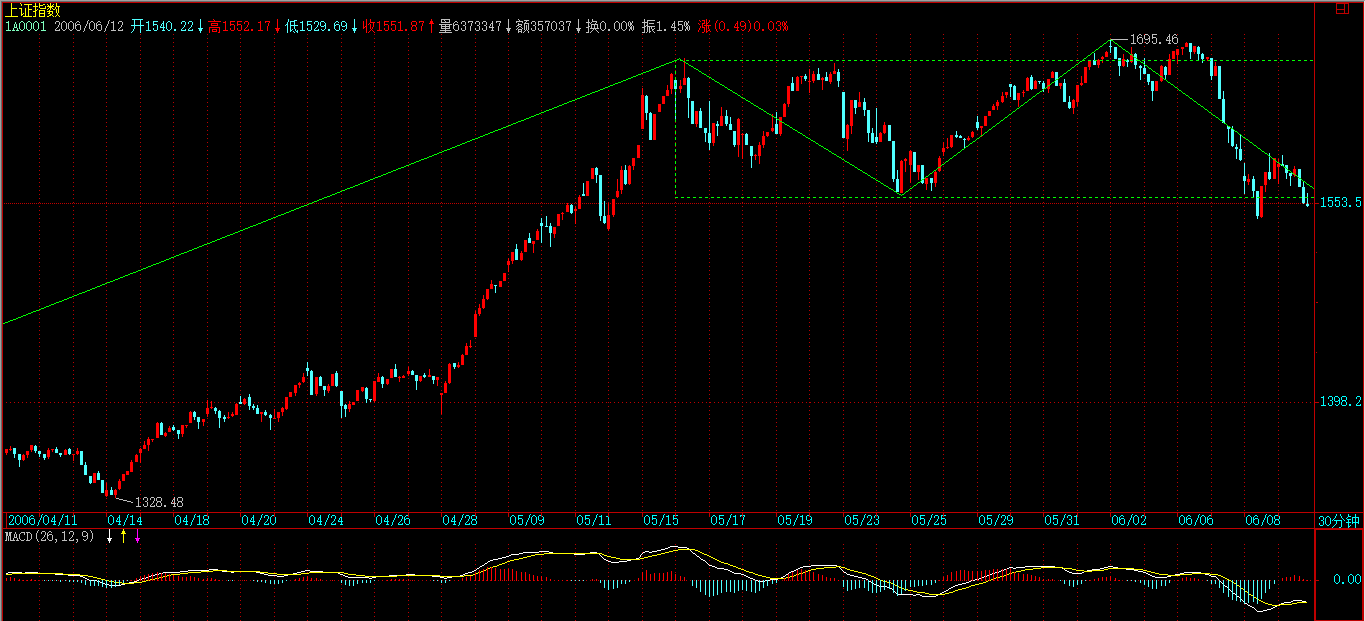 上证指数
1A0001 2006/06/12 开1540.22↓高1552.17↓低1529.69↓收1551.87↑量6373347↓额357037↓换0.00% 振1.45% 涨(0.49)0.03%
日
1695.46
1553.5
1398.2
1328.48
2006/04/11 04/14 04/18 04/20 04/24 04/26 04/28 05/09 05/11 05/15 05/17 05/19 05/23 05/25 05/29 05/31 06/02 06/06 06/08 30分钟
MACD(26,12,9) ↓ ↑ ↓
0.00